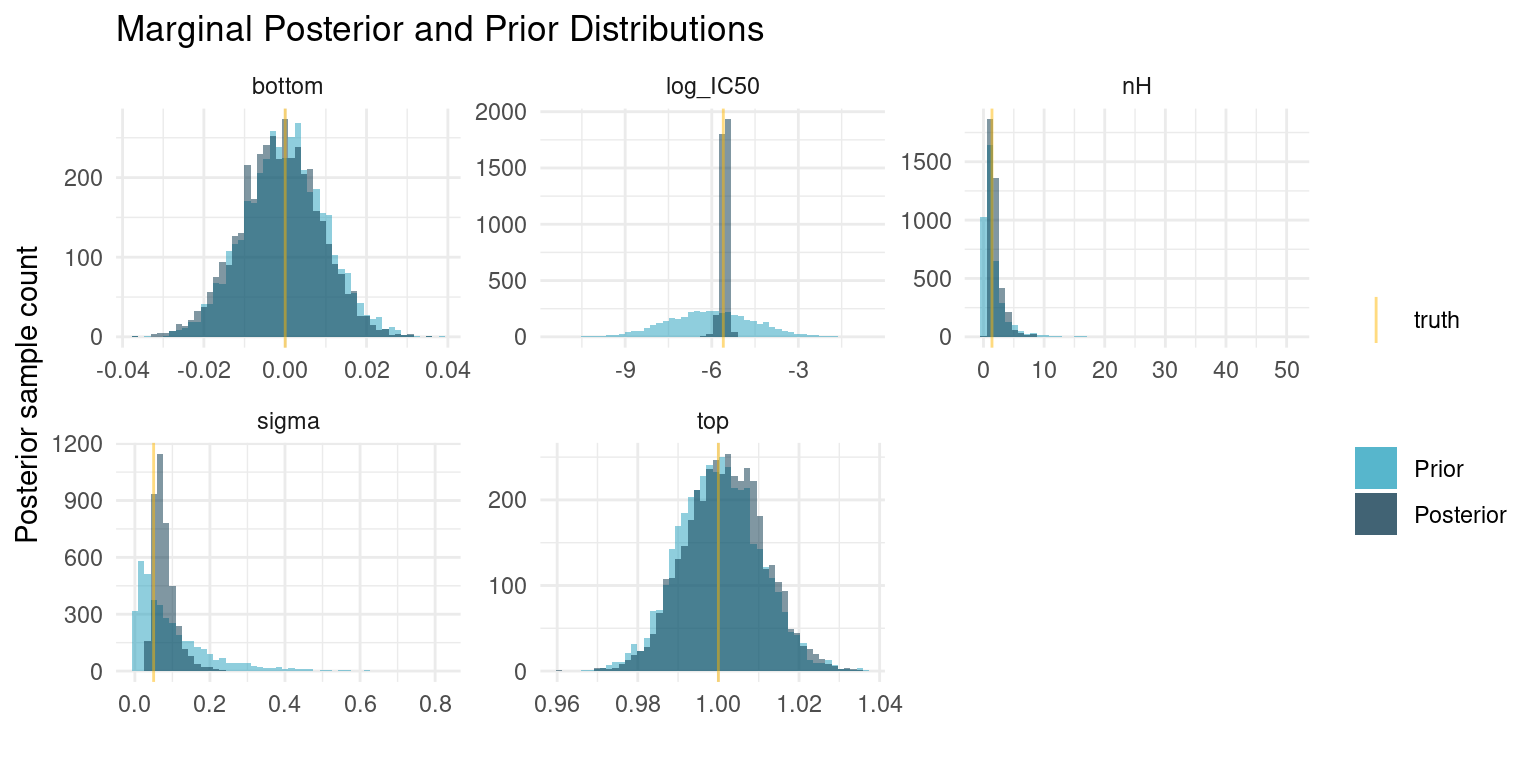 Marginal Posterior and Prior Distributions
bottom
log_IC50
nH
0
100
200
-0.04 -0.02 0.00 0.02 0.04
0
500
1000
1500
2000
-9 -6 -3
0
500
1000
1500
0 10 20 30 40 50
sigma
top
0
300
600
900
1200
0.0 0.2 0.4 0.6 0.8
0
100
200
0.96 0.98 1.00 1.02 1.04
Posterior sample count
truth
Prior
Posterior